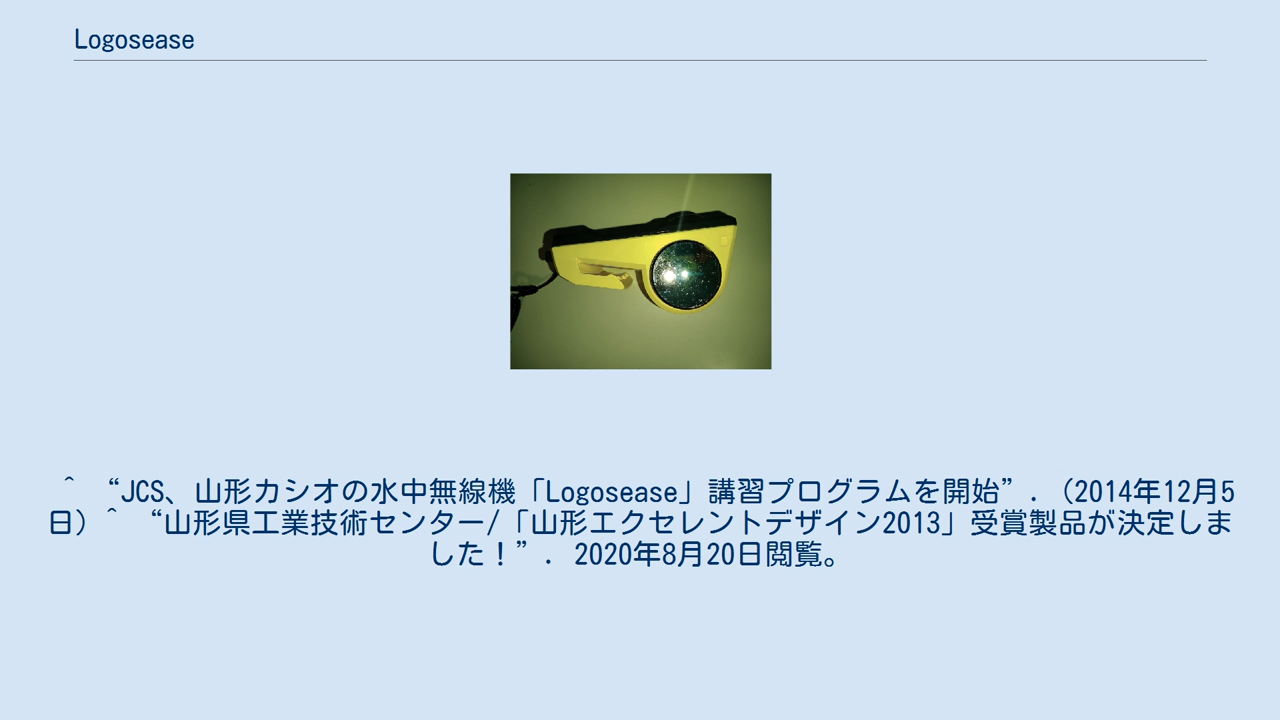 Logosease
^ “JCS、山形カシオの水中無線機「Logosease」講習プログラムを開始”. (2014年12月5
日) ^ “山形県工業技術センター/「山形エクセレントデザイン2013」受賞製品が決定しま
した！”. 2020年8月20日閲覧。